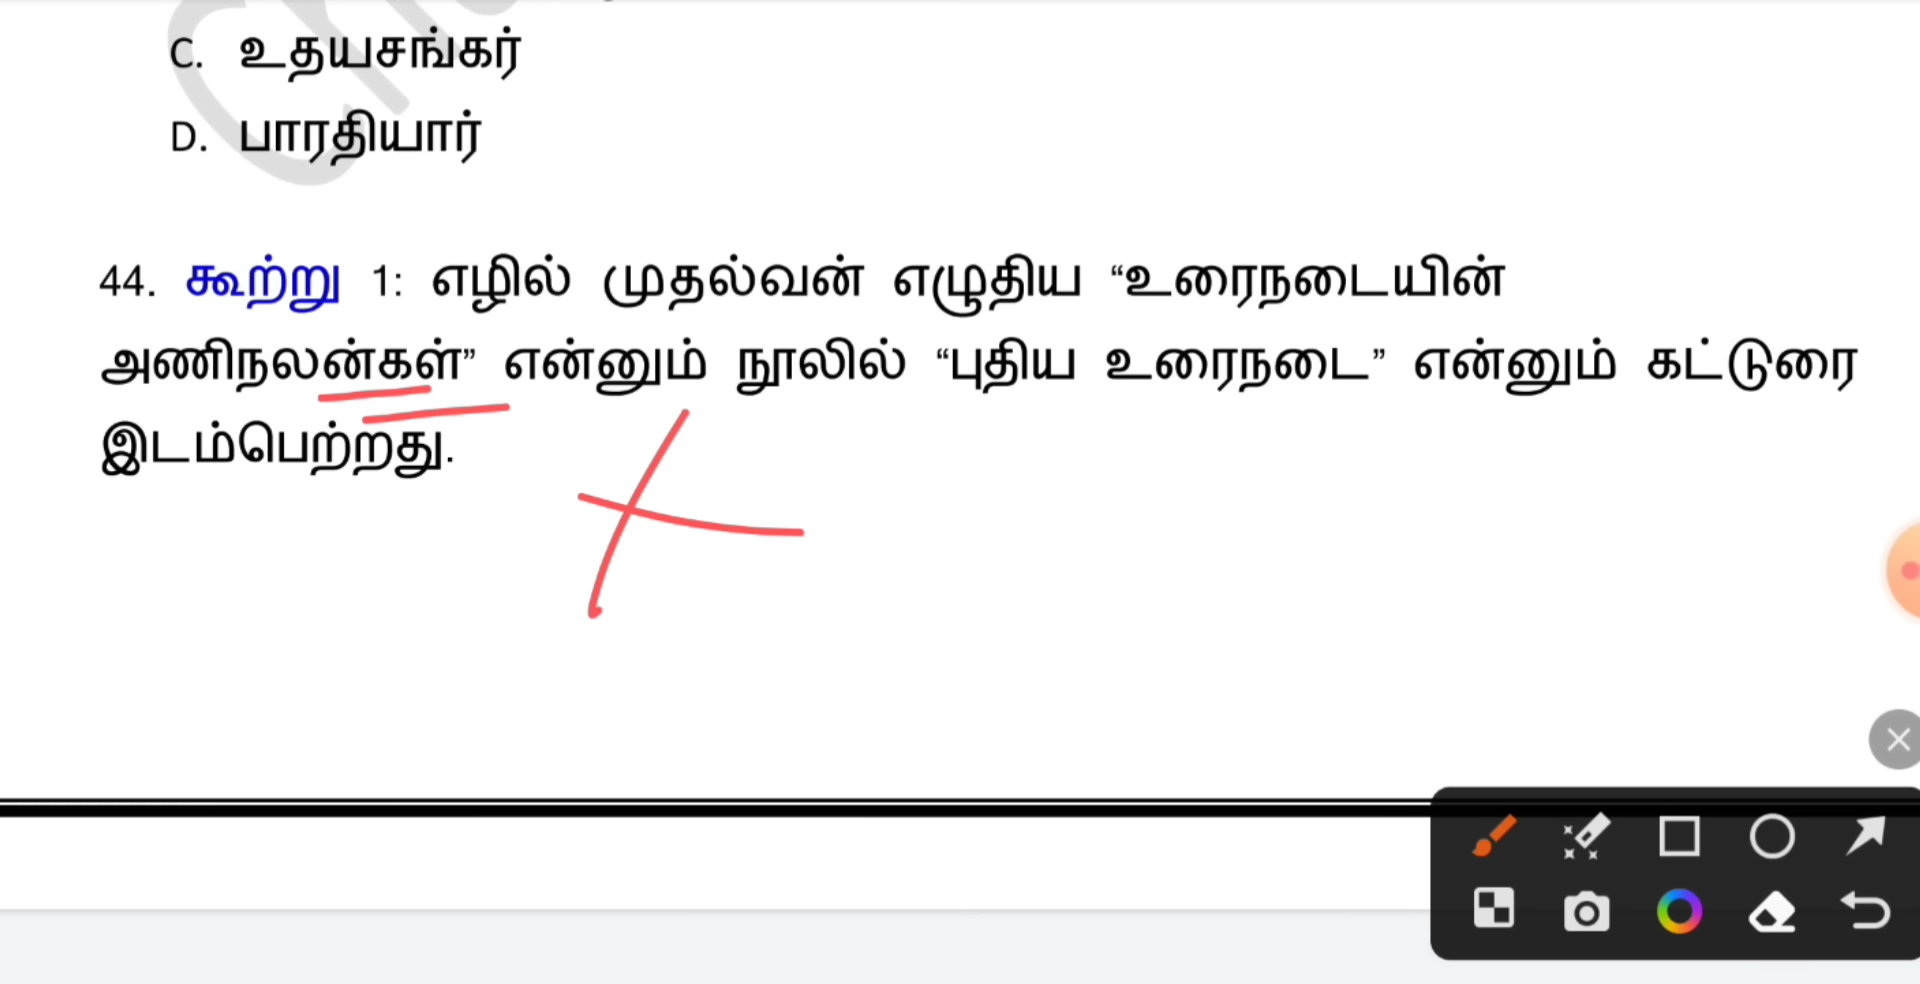 C. உதயசங்கர்
D. பாரதியார்
44. கூற்று 1: எழில் முதல்வன் எழுதிய “உரைநடையின்
அணிநலன்கள்” என்னும் நூலில் “புதிய உரைநடை” என்னும் கட்டுரை
இடம்பெற்றது.